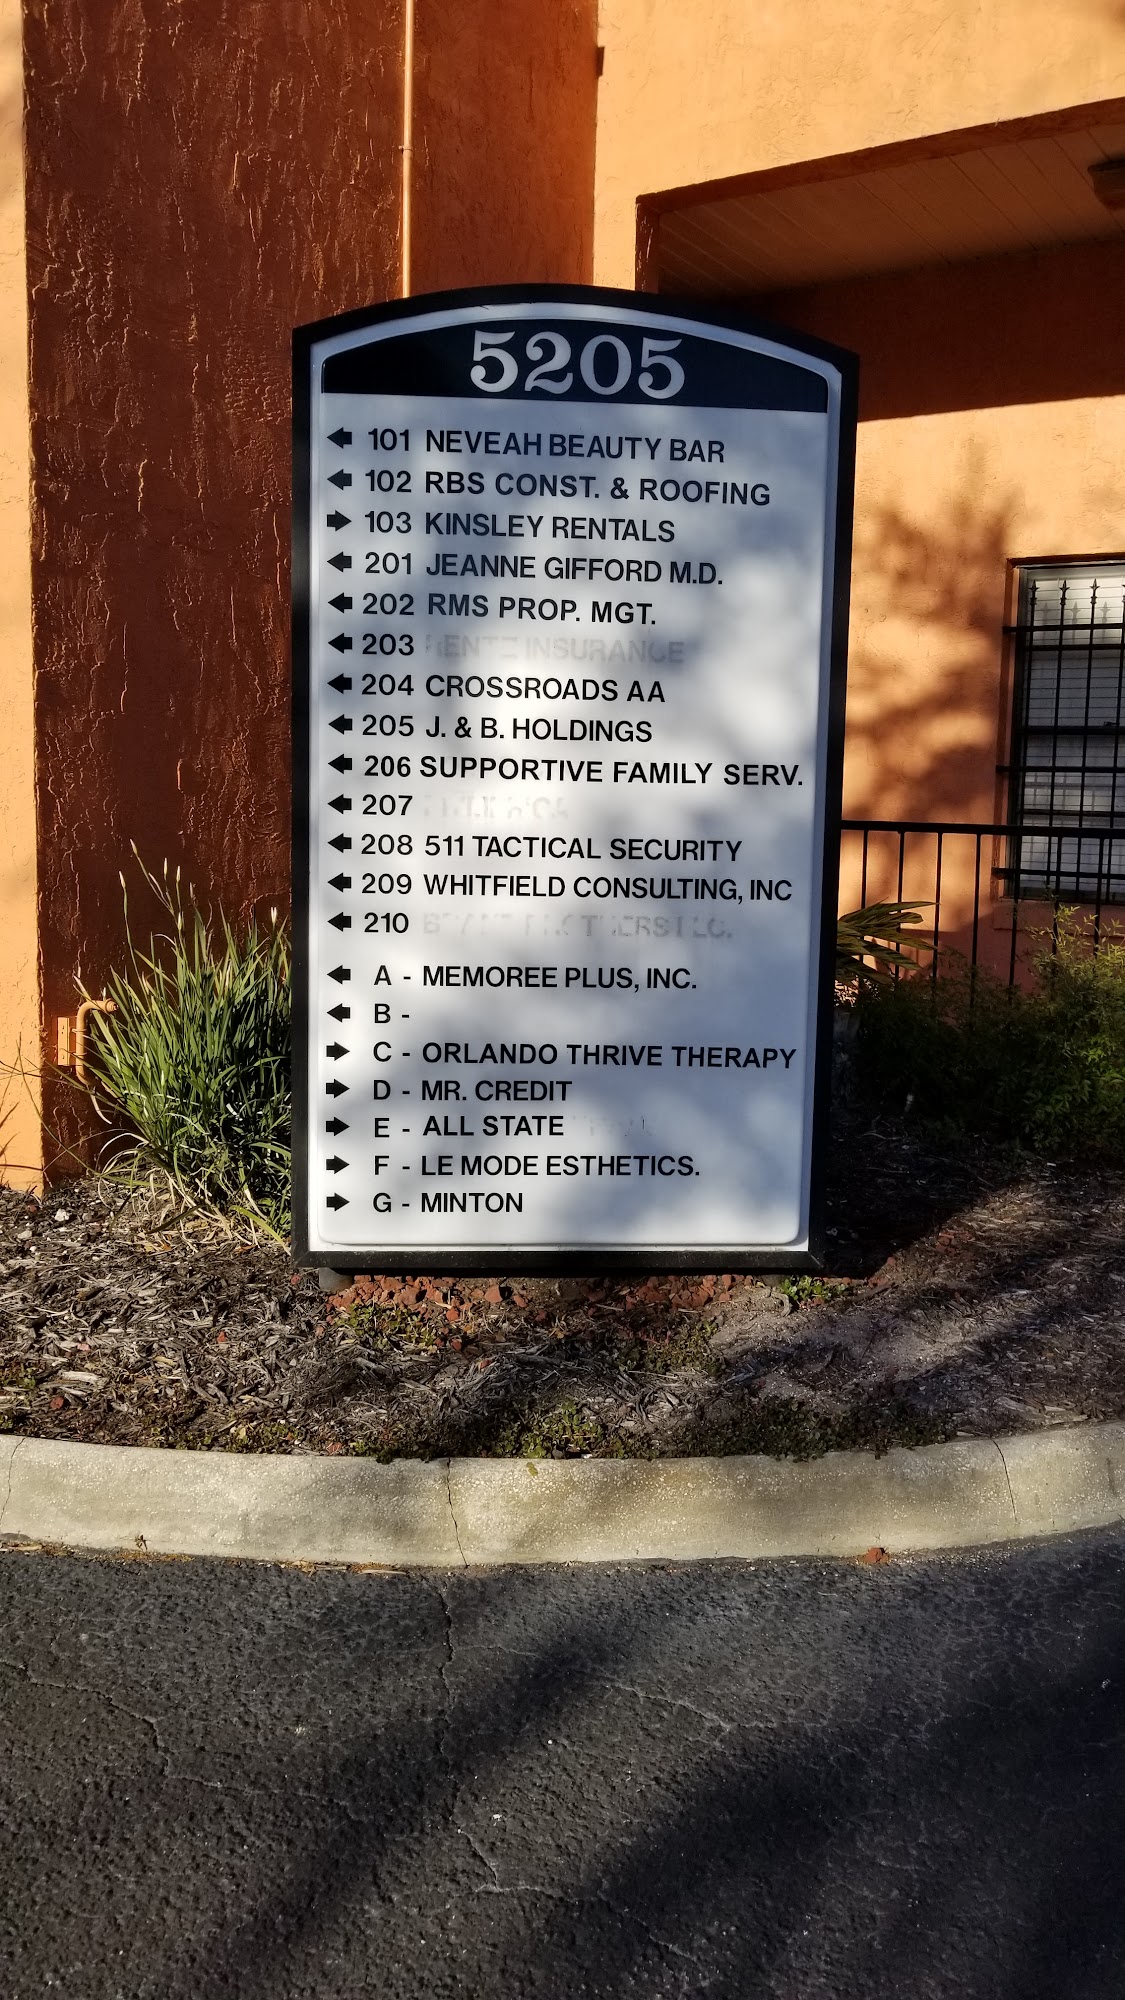 5205
101 NEVEAH BEAUTY BAR
102 RBS CONST. & ROOFING
103 KINSLEY RENTALS
201 JEANNE GIFFORD M.D.
202 RMS PROP. MGT.
203 INSURANCE
204 CROSSROADS AA
205 J. & B. HOLDINGS
206 SUPPORTIVE FAMILY SERV.
207
208 511 TACTICAL SECURITY
209 WHITFIELD CONSULTING, INC
210
A - MEMOREE PLUS, INC.
B -
C - ORLANDO THRIVE THERAPY
D - MR. CREDIT
E - ALL STATE
F - LE MODE ESTHETICS.
G - MINTON